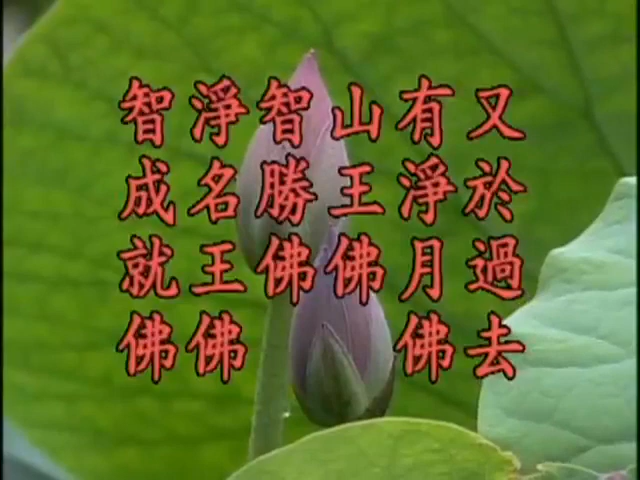 又於過去
有淨月佛
山王佛
智勝佛
淨名王佛
智成就佛